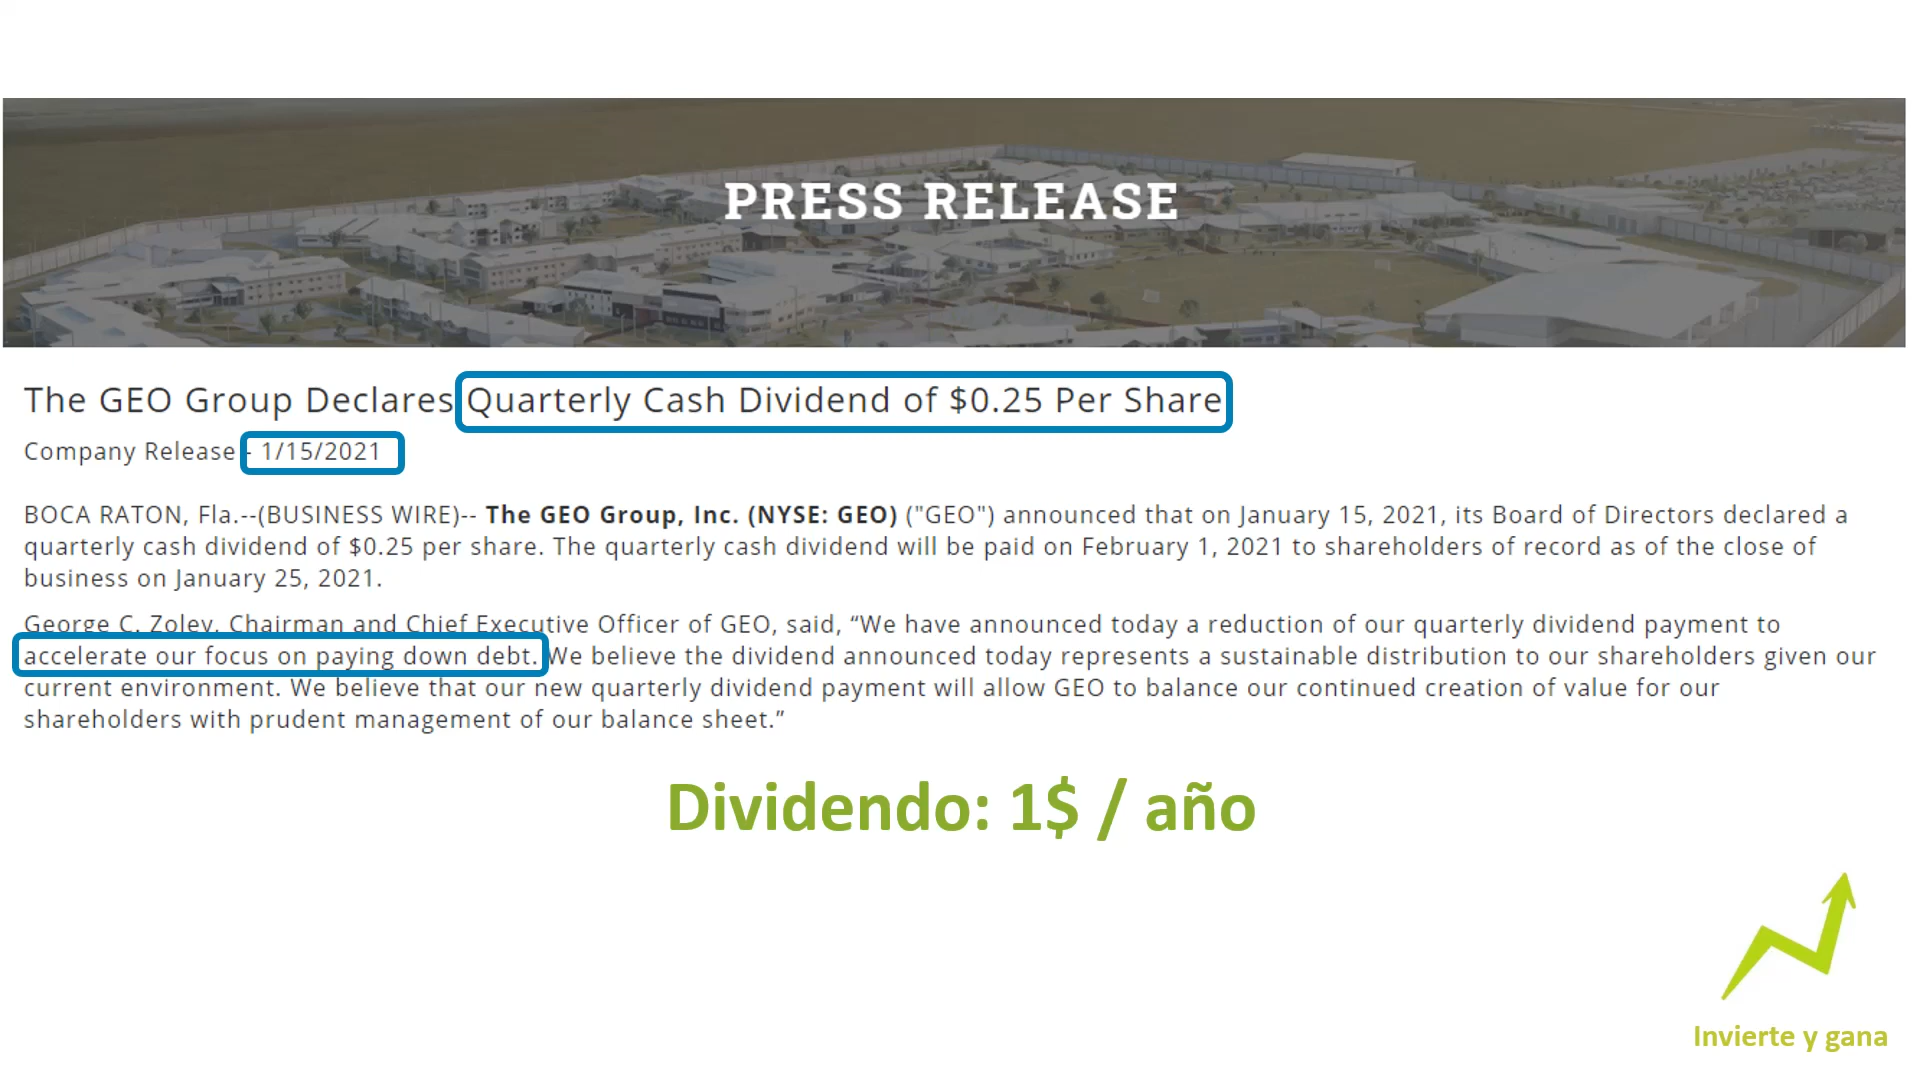 PRESS RELEASE
The GEO Group Declares Quarterly Cash Dividend of $0.25 Per Share
Company Release - 1/15/2021
BOCA RATON, Fla.--(BUSINESS WIRE)-- The GEO Group, Inc. (NYSE: GEO) ("GEO") announced that on January 15, 2021, its Board of Directors declared a
quarterly cash dividend of $0.25 per share. The quarterly cash dividend will be paid on February 1, 2021 to shareholders of record as of the close of
business on January 25, 2021.
George C. Zoley, Chairman and Chief Executive Officer of GEO, said, “We have announced today a reduction of our quarterly dividend payment to
accelerate our focus on paying down debt. We believe the dividend announced today represents a sustainable distribution to our shareholders given our
current environment. We believe that our new quarterly dividend payment will allow GEO to balance our continued creation of value for our
shareholders with prudent management of our balance sheet.”
Dividendo: 1$ / año
Invierte y gana